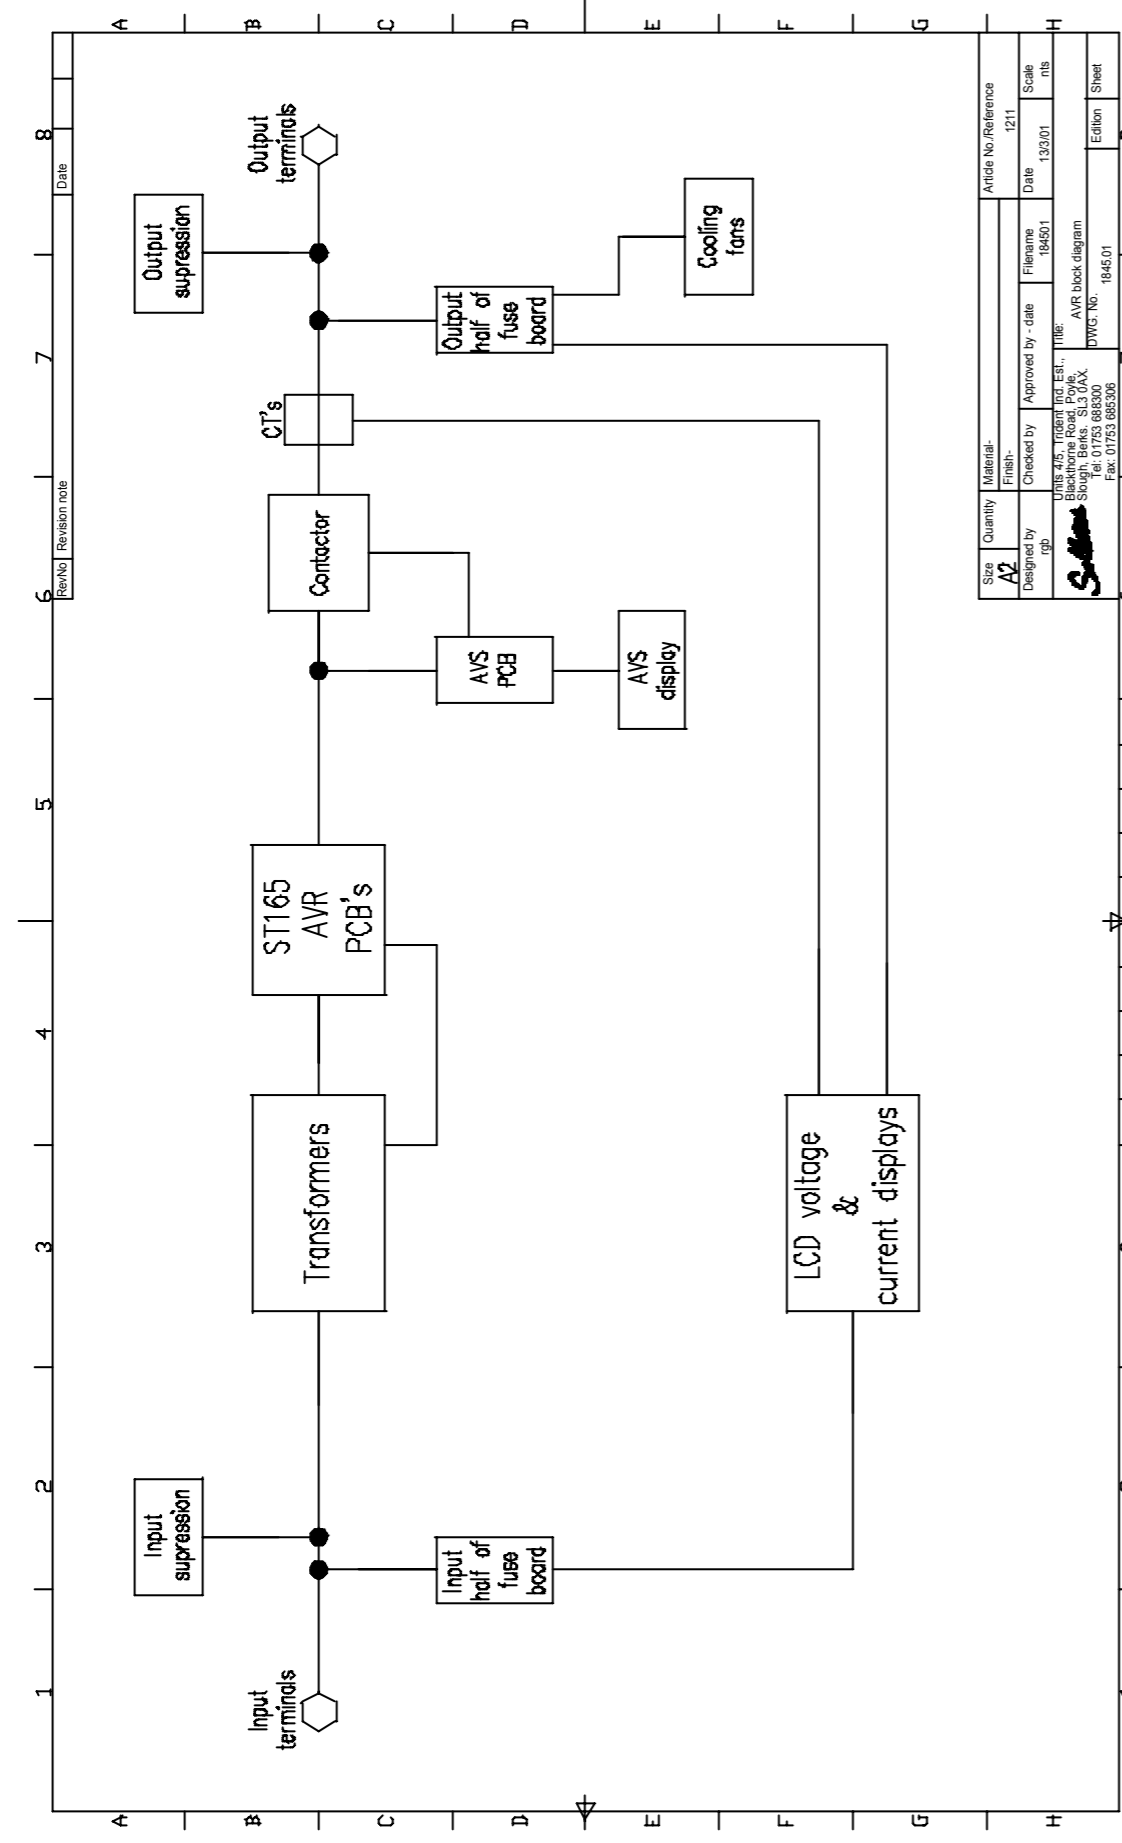 1
2
3
4
5
6
7
8
A
B
C
D
E
F
G
H
A
B
C
D
E
F
G
H
RevNo
Revision note
Date
Input
supression
Output
supression
Input
terminals
Output
terminals
Transformers
ST165
AVR
PCB's
Contactor
CT's
Input
half of
fuse
board
AVS
PCB
Output
half of
fuse
board
AVS
display
Cooling
fans
LCD voltage
&
current displays
Size
A2
Quantity
Material-
Finish-
Article No./Reference
1211
Designed by
rgb
Checked by
Approved by - date
Filename
184501
Date
13/3/01
Scale
nts
Units 4/5, Trident Ind. Est.,
Blackthorne Road, Poyle,
Slough, Berks. SL3 0AX.
Tel: 01753 688300
Fax: 01753 685306
Title:
AVR block diagram
DWG. No.
1845.01
Edition
Sheet